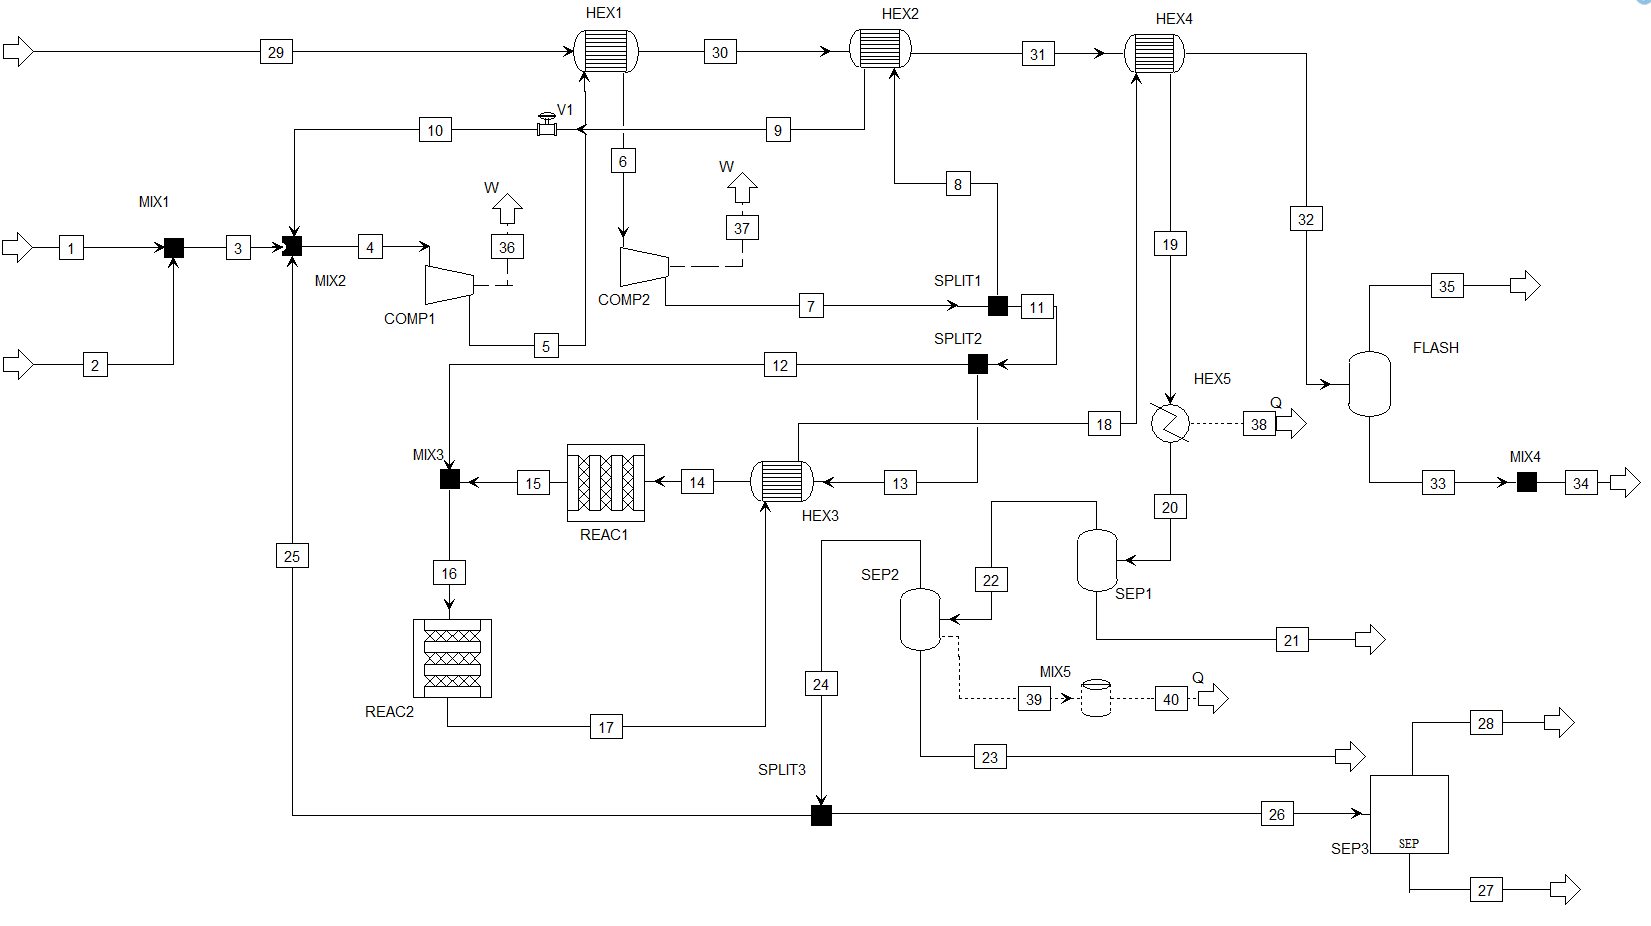 HEX1
HEX2
HEX4
29
30
31
V1
10
9
6
W
W
8
MIX1
32
37
1
3
4
36
19
MIX2
SPLIT1
35
COMP2
7
11
COMP1
SPLIT2
5
FLASH
2
12
HEX5
Q
18
38
MIX3
MIX4
15
14
13
33
34
20
HEX3
REAC1
25
16
SEP2
22
SEP1
21
MIX5
Q
24
39
40
REAC2
17
28
23
SPLIT3
26
SEP
SEP3
27